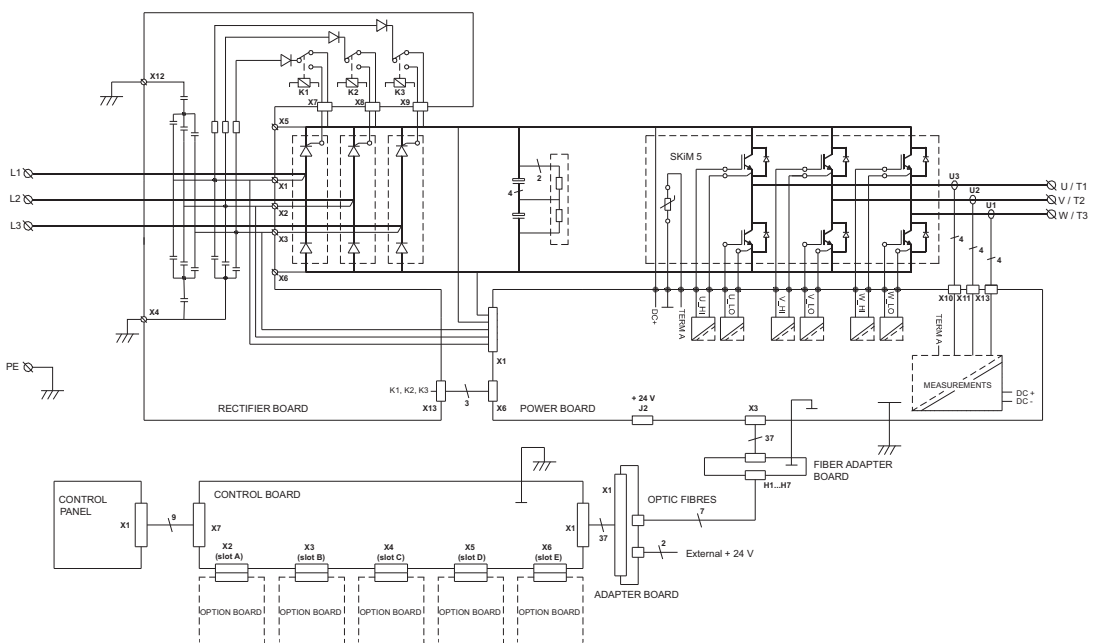 X12
K1
K2
K3
X7
X8
X9
X5
SKiM 5
L1
X1
L2
X2
L3
X3
X6
X4
2
4
U3
U2
U1
U / T1
V / T2
W / T3
4
4
4
X10
X11
X13
DC+
TERM A
U_HI
U_LO
V_HI
V_LO
W_HI
W_LO
TERM A
MEASUREMENTS
DC +
DC -
PE
X1
K1, K2, K3
3
X13
X6
RECTIFIER BOARD
POWER BOARD
+ 24 V
J2
X3
37
FIBER ADAPTER
BOARD
H1...H7
CONTROL
PANEL
X1
9
X7
CONTROL BOARD
X1
37
X1
OPTIC FIBRES
7
2
External + 24 V
ADAPTER BOARD
X2
(slot A)
X3
(slot B)
X4
(slot C)
X5
(slot D)
X6
(slot E)
OPTION BOARD
OPTION BOARD
OPTION BOARD
OPTION BOARD
OPTION BOARD